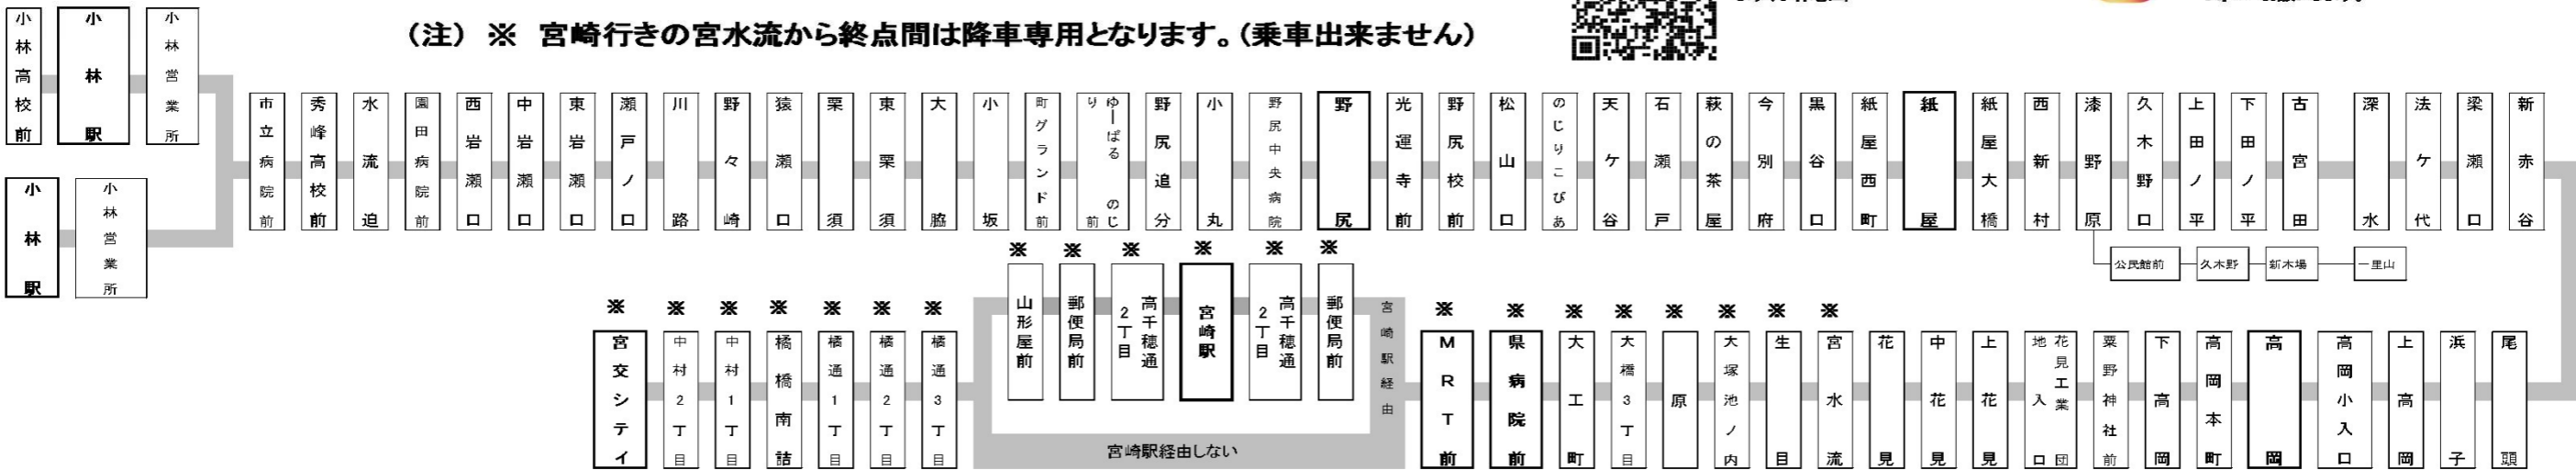 (注) ※ 宮崎行きの宮水流から終点間は降車専用となります。(乗車出来ません)
小林高校前
小林駅
小林営業所
小林駅
小林営業所
市立病院前
秀峰高校前
水流迫
園田病院前
西岩瀬口
中岩瀬口
東岩瀬口
瀬戸ノ口
川路
野々崎
猿瀬口
栗須
東栗須
大脇
小坂
町グランド前
ゆーぱる のじり前
野尻追分
小丸
野尻中央病院
野尻
光運寺前
野尻校前
松山口
のじりこぴあ
天ケ谷
石瀬戸
萩の茶屋
今別府
黒谷口
紙屋西町
紙屋
紙屋大橋
西新村
漆野原
久木野口
上田ノ平
下田ノ平
古宮田
深水
法ケ代
梁瀬口
新赤谷
公民館前
久木野
新木場
一里山
尾頭
浜子
上高岡
高岡小入口
高岡
高岡本町
下高岡
粟野神社前
花見工業団地入口
上花見
中花見
花見
※
宮水流
※
生目
※
大塚池ノ内
※
原
※
大橋3丁目
※
大工町
※
県病院前
※
MRT前
宮崎駅経由
※
郵便局前
※
高千穂通2丁目
※
宮崎駅
※
高千穂通2丁目
※
郵便局前
※
山形屋前
宮崎駅経由しない
※
橘通3丁目
※
橘通2丁目
※
橘通1丁目
※
橘橋南詰
※
中村1丁目
※
中村2丁目
※
宮交シティ